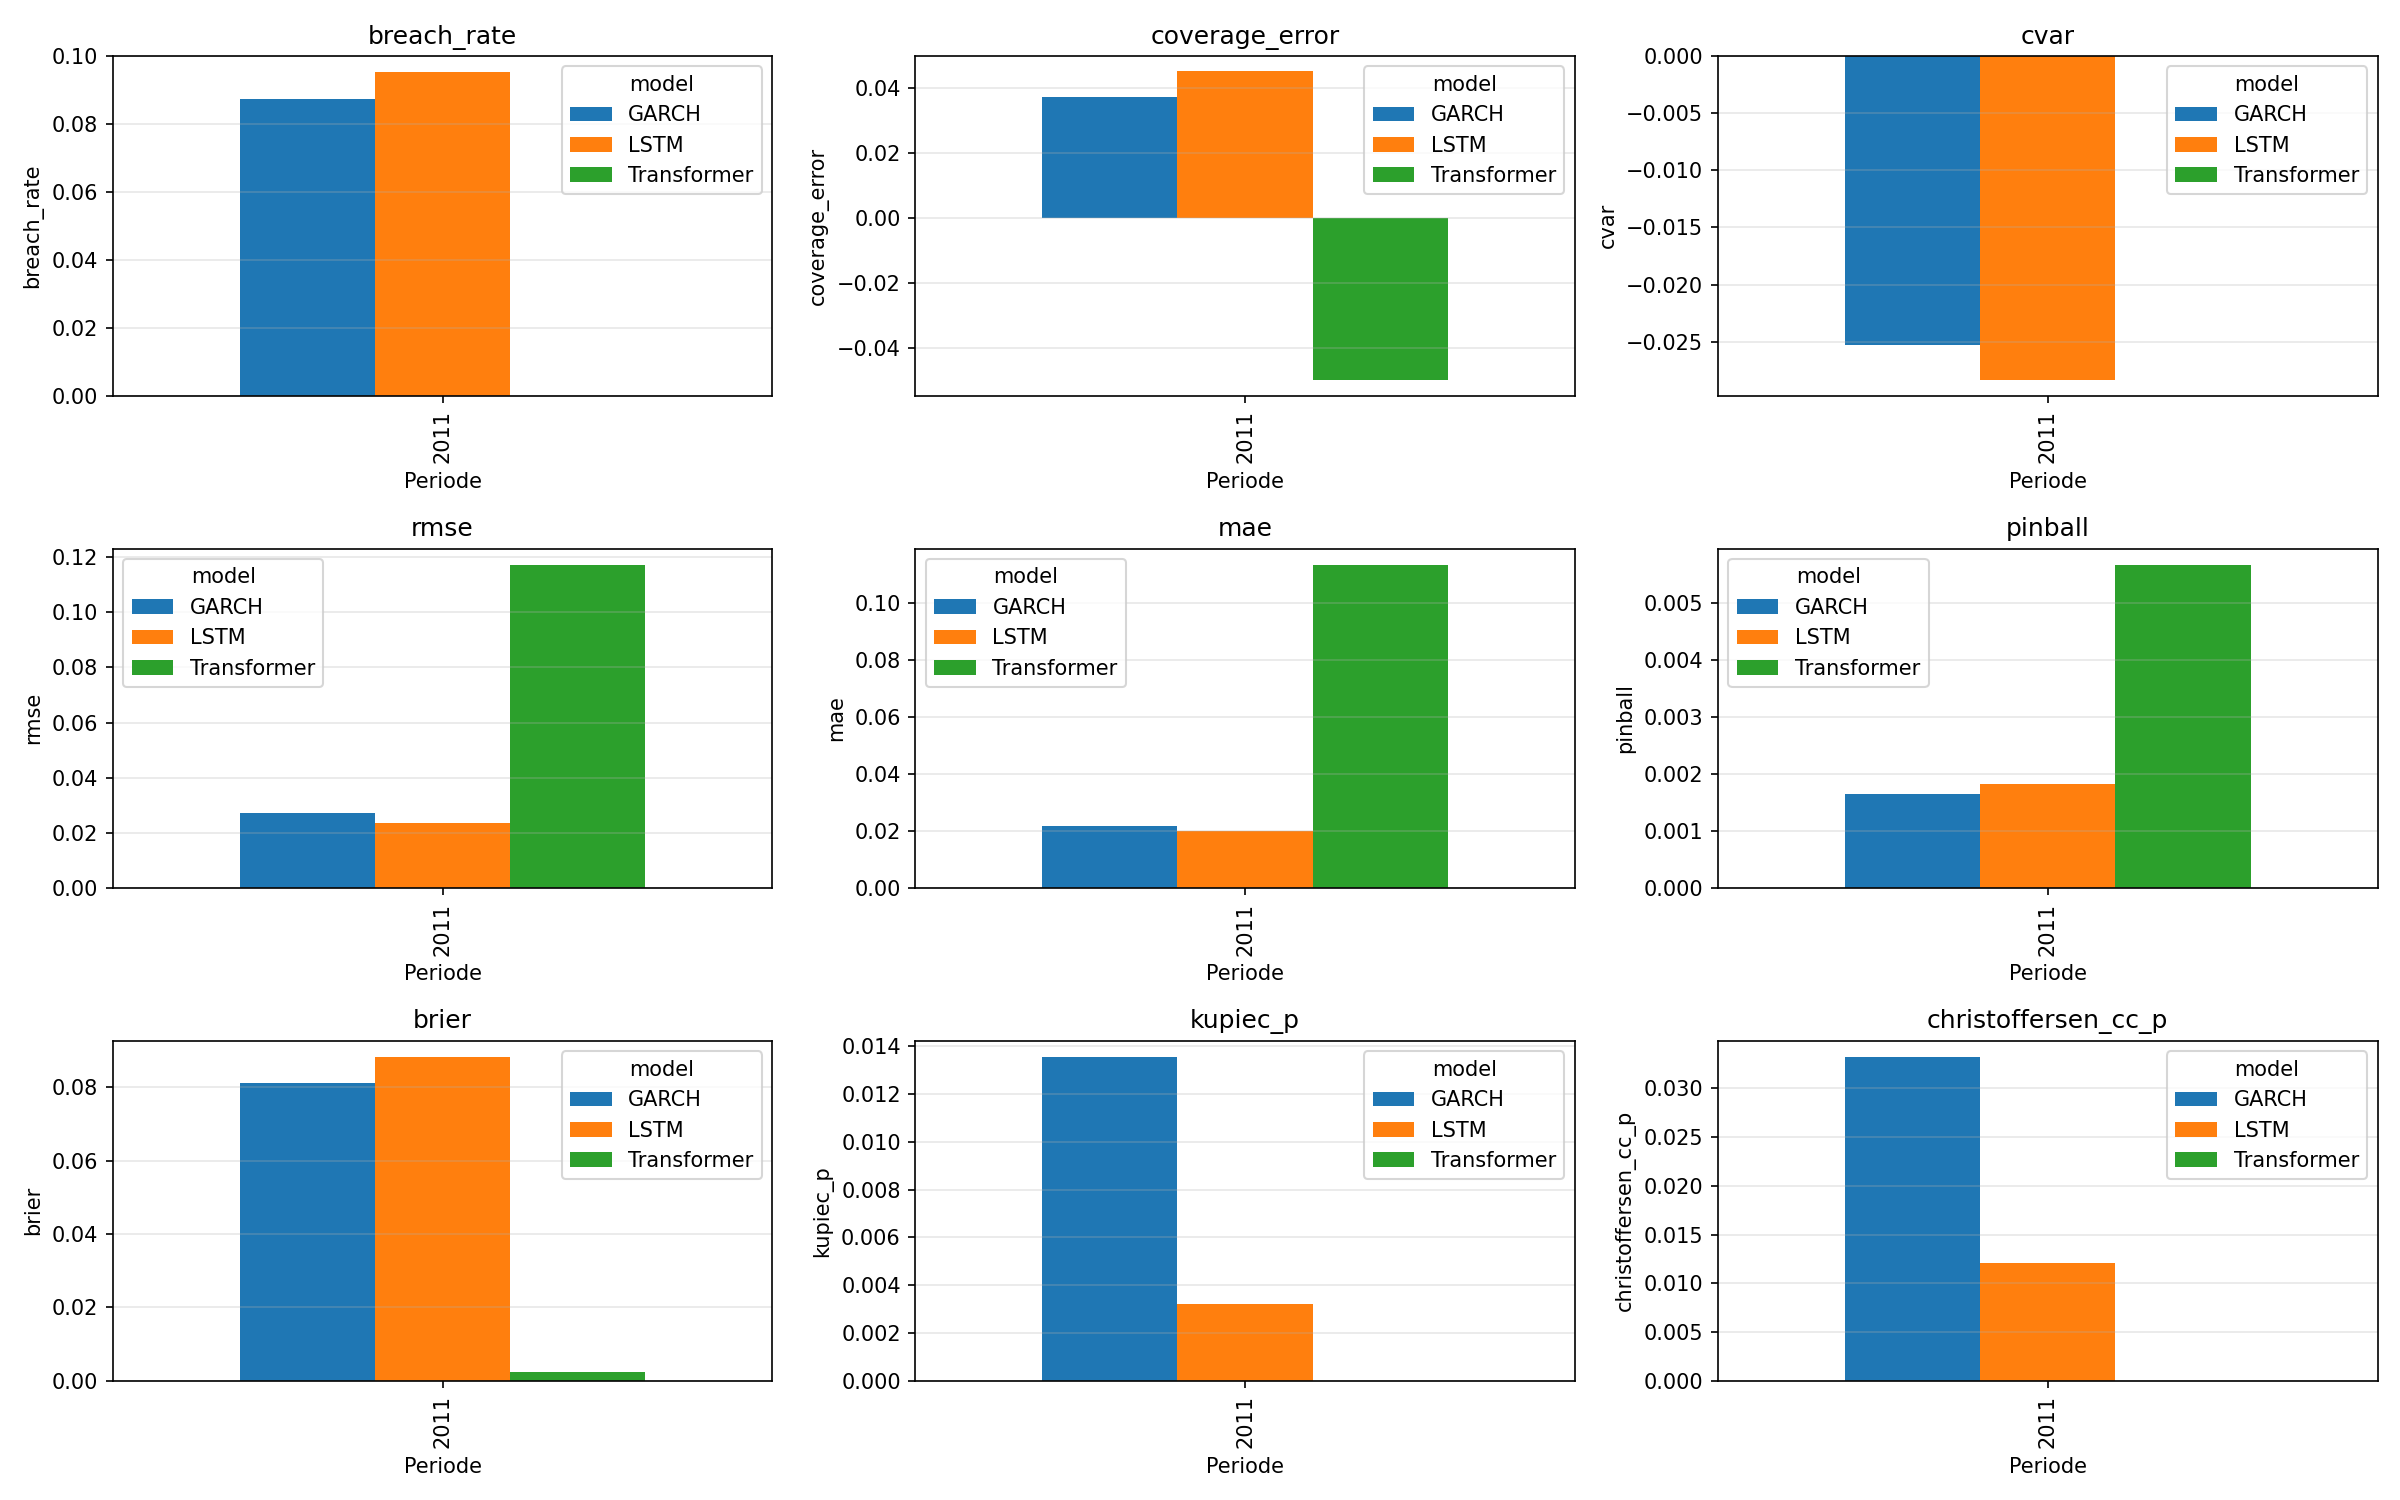 breach_rate
0.10
0.08
0.06
0.04
0.02
0.00
breach_rate
model
GARCH
LSTM
Transformer
2011
Periode
coverage_error
0.04
0.02
0.00
−0.02
−0.04
coverage_error
model
GARCH
LSTM
Transformer
2011
Periode
cvar
0.000
−0.005
−0.010
−0.015
−0.020
−0.025
cvar
model
GARCH
LSTM
Transformer
2011
Periode
rmse
0.12
0.10
0.08
0.06
0.04
0.02
0.00
rmse
model
GARCH
LSTM
Transformer
2011
Periode
mae
0.10
0.08
0.06
0.04
0.02
0.00
mae
model
GARCH
LSTM
Transformer
2011
Periode
pinball
0.005
0.004
0.003
0.002
0.001
0.000
pinball
model
GARCH
LSTM
Transformer
2011
Periode
brier
0.08
0.06
0.04
0.02
0.00
brier
model
GARCH
LSTM
Transformer
2011
Periode
kupiec_p
0.014
0.012
0.010
0.008
0.006
0.004
0.002
0.000
kupiec_p
model
GARCH
LSTM
Transformer
2011
Periode
christoffersen_cc_p
0.030
0.025
0.020
0.015
0.010
0.005
0.000
christoffersen_cc_p
model
GARCH
LSTM
Transformer
2011
Periode